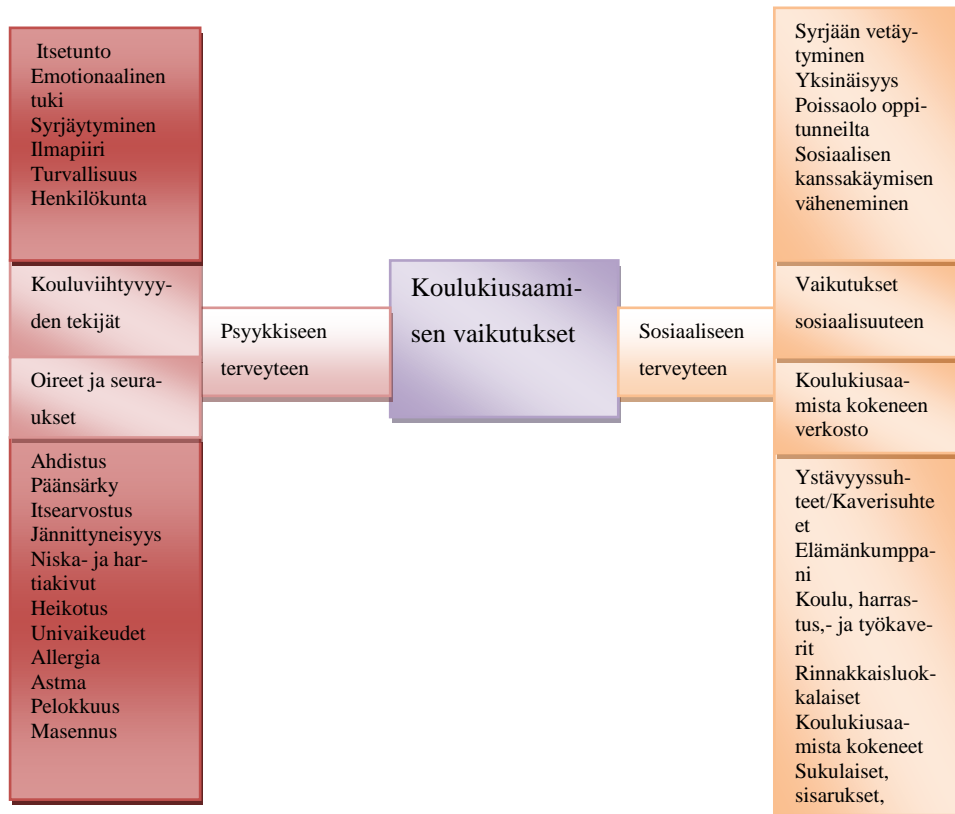 Itsetunto
Emotionaalinen
tuki
Syrjäytyminen
Ilmapiiri
Turvallisuus
Henkilökunta
Kouluviihtyvyy-
den tekijät
Oireet ja seura-
ukset
Ahdistus
Päänsärky
Itsearvostus
Jännittyneisyys
Niska- ja har-
tiakivut
Heikotus
Univaikeudet
Allergia
Astma
Pelokkuus
Masennus
Psyykkiseen
terveyteen
Koulukiusaami-
sen vaikutukset
Sosiaaliseen
terveyteen
Syrjään vetäy-
tyminen
Yksinäisyys
Poissaolo oppi-
tunneilta
Sosiaalisen
kanssakäymisen
väheneminen
Vaikutukset
sosiaalisuuteen
Koulukiusaa-
mista kokeneen
verkosto
Ystävyyssuh-
teet/Kaverisuhte
et
Elämänkumppa-
ni
Koulu, harras-
tus,- ja työkave-
rit
Rinnakkaisluok-
kalaiset
Koulukiusaa-
mista kokeneet
Sukulaiset,
sisarukset,